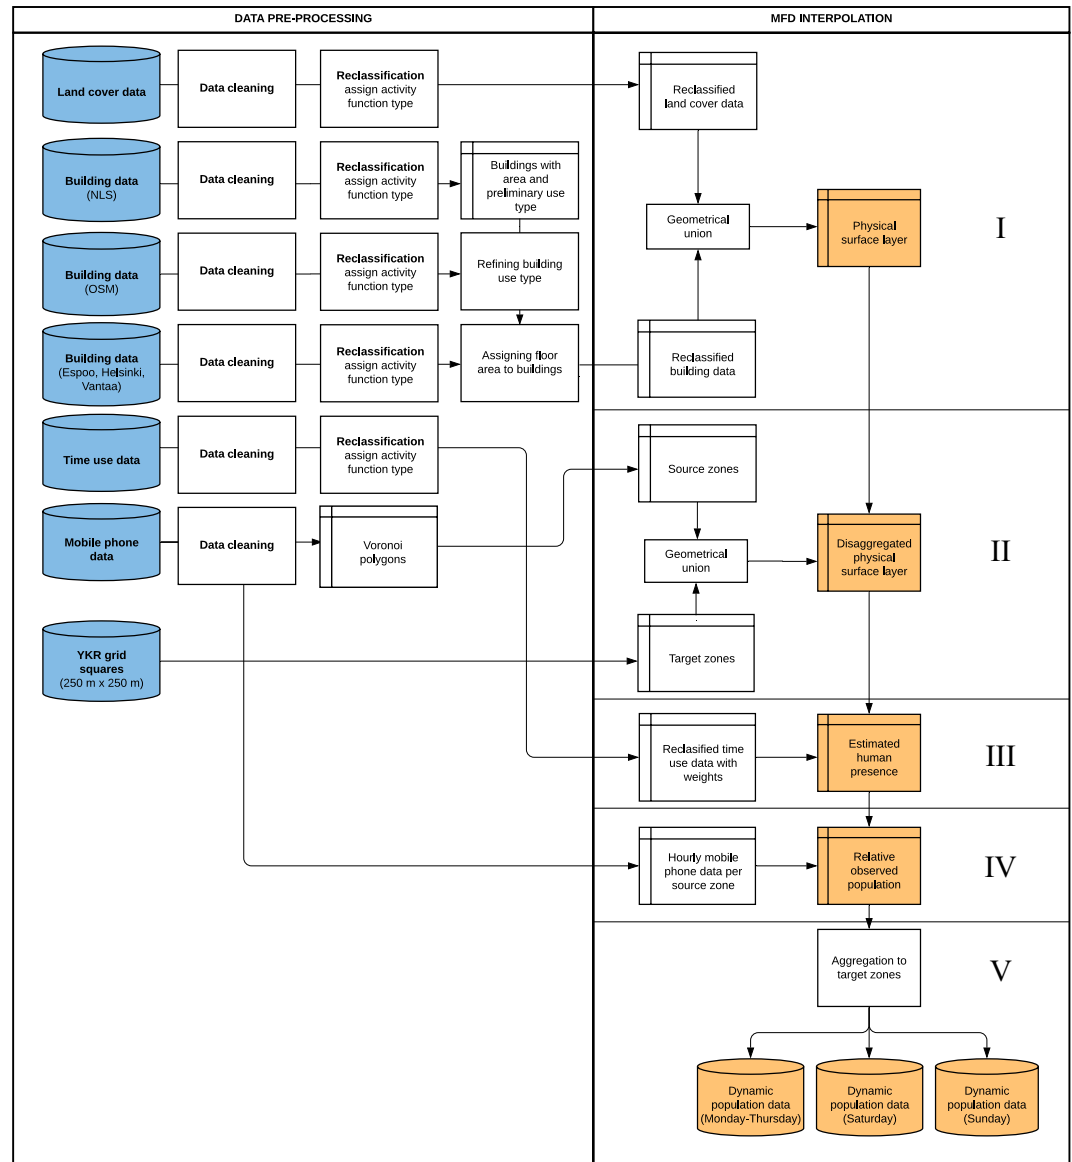 DATA PRE-PROCESSING
MFD INTERPOLATION
Land cover data
Data cleaning
Reclassification
assign activity
function type
Reclassified
land cover data
Building data
(NLS)
Data cleaning
Reclassification
assign activity
function type
Buildings with
area and
preliminary use
type
Geometrical
union
Physical
surface layer
I
Building data
(OSM)
Data cleaning
Reclassification
assign activity
function type
Refining building
use type
Building data
(Espoo, Helsinki,
Vantaa)
Data cleaning
Reclassification
assign activity
function type
Assigning floor
area to buildings
Reclassified
building data
Time use data
Data cleaning
Reclassification
assign activity
function type
Source zones
Mobile phone
data
Data cleaning
Voronoi
polygons
Geometrical
union
Disaggregated
physical
surface layer
II
YKR grid
squares
(250 m x 250 m)
Target zones
Reclasified time
use data with
weights
Estimated
human
presence
III
Hourly mobile
phone data per
source zone
Relative
observed
population
IV
Aggregation to
target zones
V
Dynamic
population data
(Monday-Thursday)
Dynamic
population data
(Saturday)
Dynamic
population data
(Sunday)